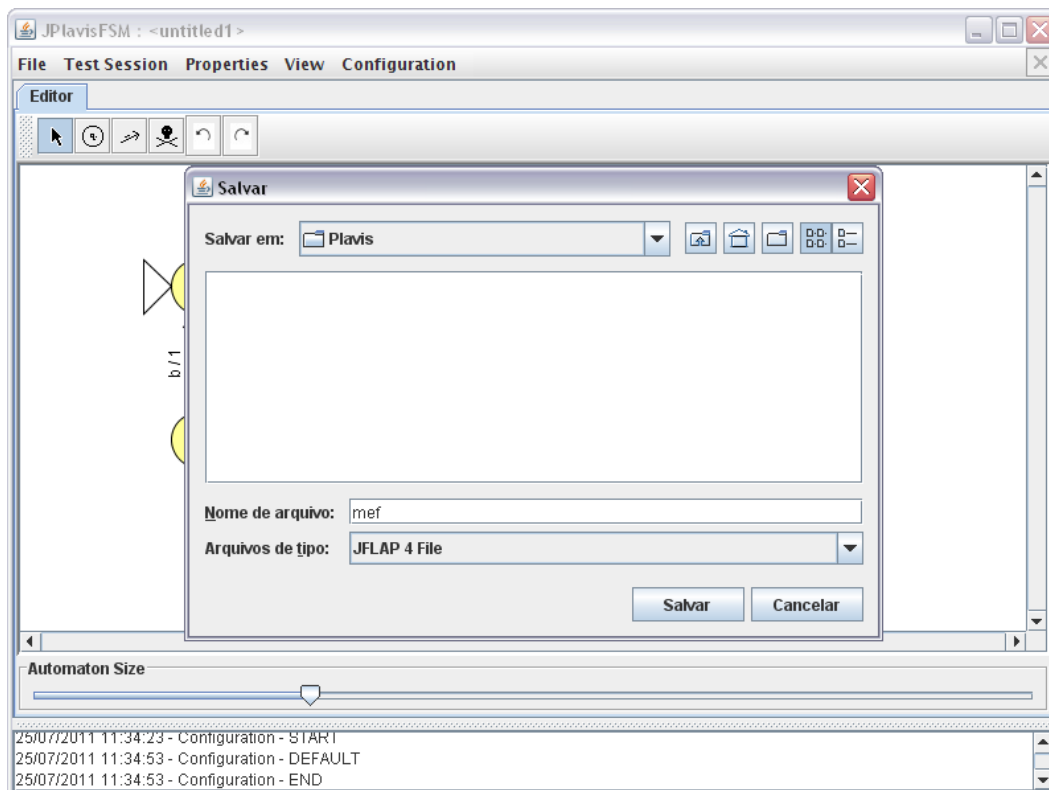 JPlavisFSM : <untitled1>
File Test Session Properties View Configuration
Editor
q
Salvar
Salvar em: Plavis
b / 1
Nome de arquivo: mef
Arquivos de tipo: JFLAP 4 File
Salvar Cancelar
Automaton Size
25/07/2011 11:34:23 - Configuration - START
25/07/2011 11:34:53 - Configuration - DEFAULT
25/07/2011 11:34:53 - Configuration - END